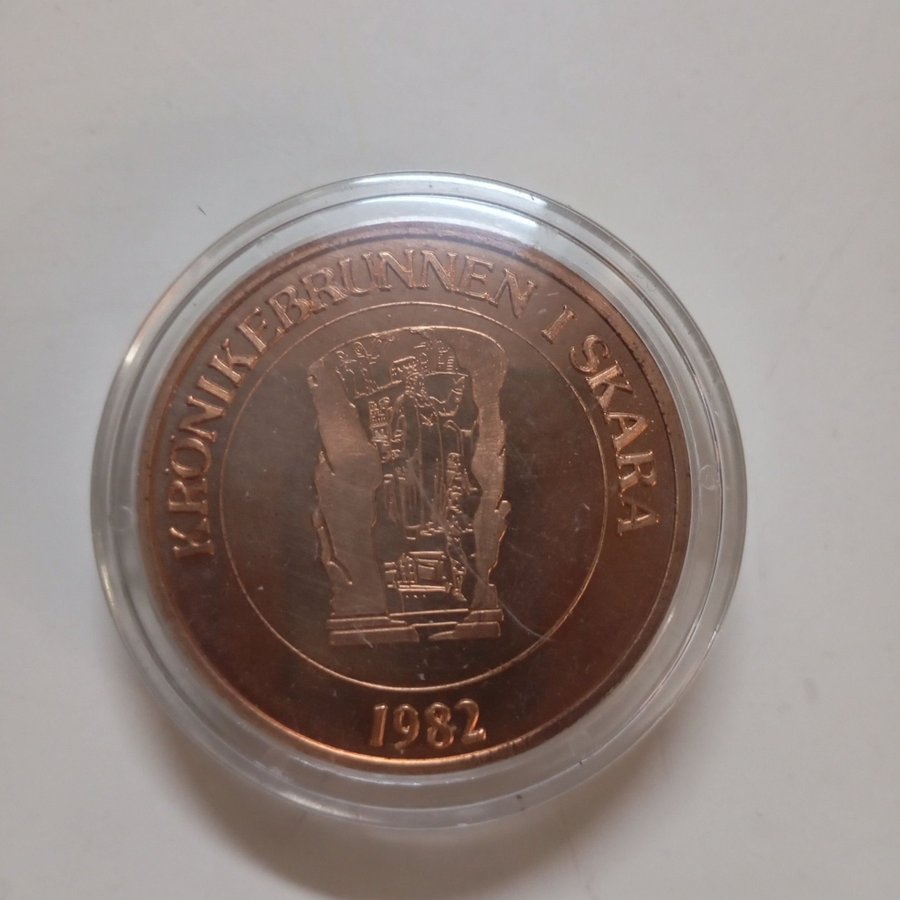 KRÖNIKEBRUNNEN I SKARA
1982